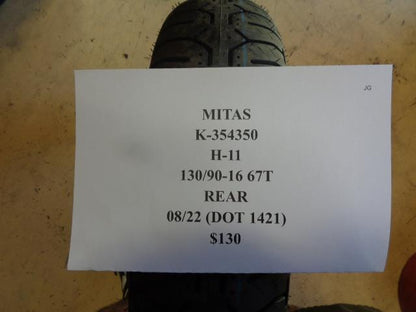 JG
MITAS
K-354350
H-11
130/90-16 67T
REAR
08/22 (DOT 1421)
$130